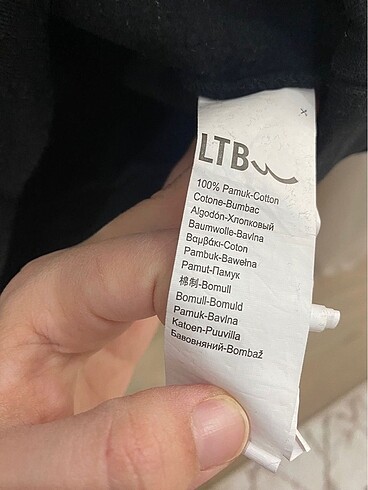 LTB
100% Pamuk-Cotton
Cotone-Bumbac
Algodón-Хлопковый
Baumwolle-Bavlna
Βαμβάκι-Coton
Pambuk-Bawełna
Pamut-Памук
棉制-Bomull
Bomull-Bomuld
Pamuk-Bavlna
Katoen-Puuvilla
Бавовняний-Bombaž